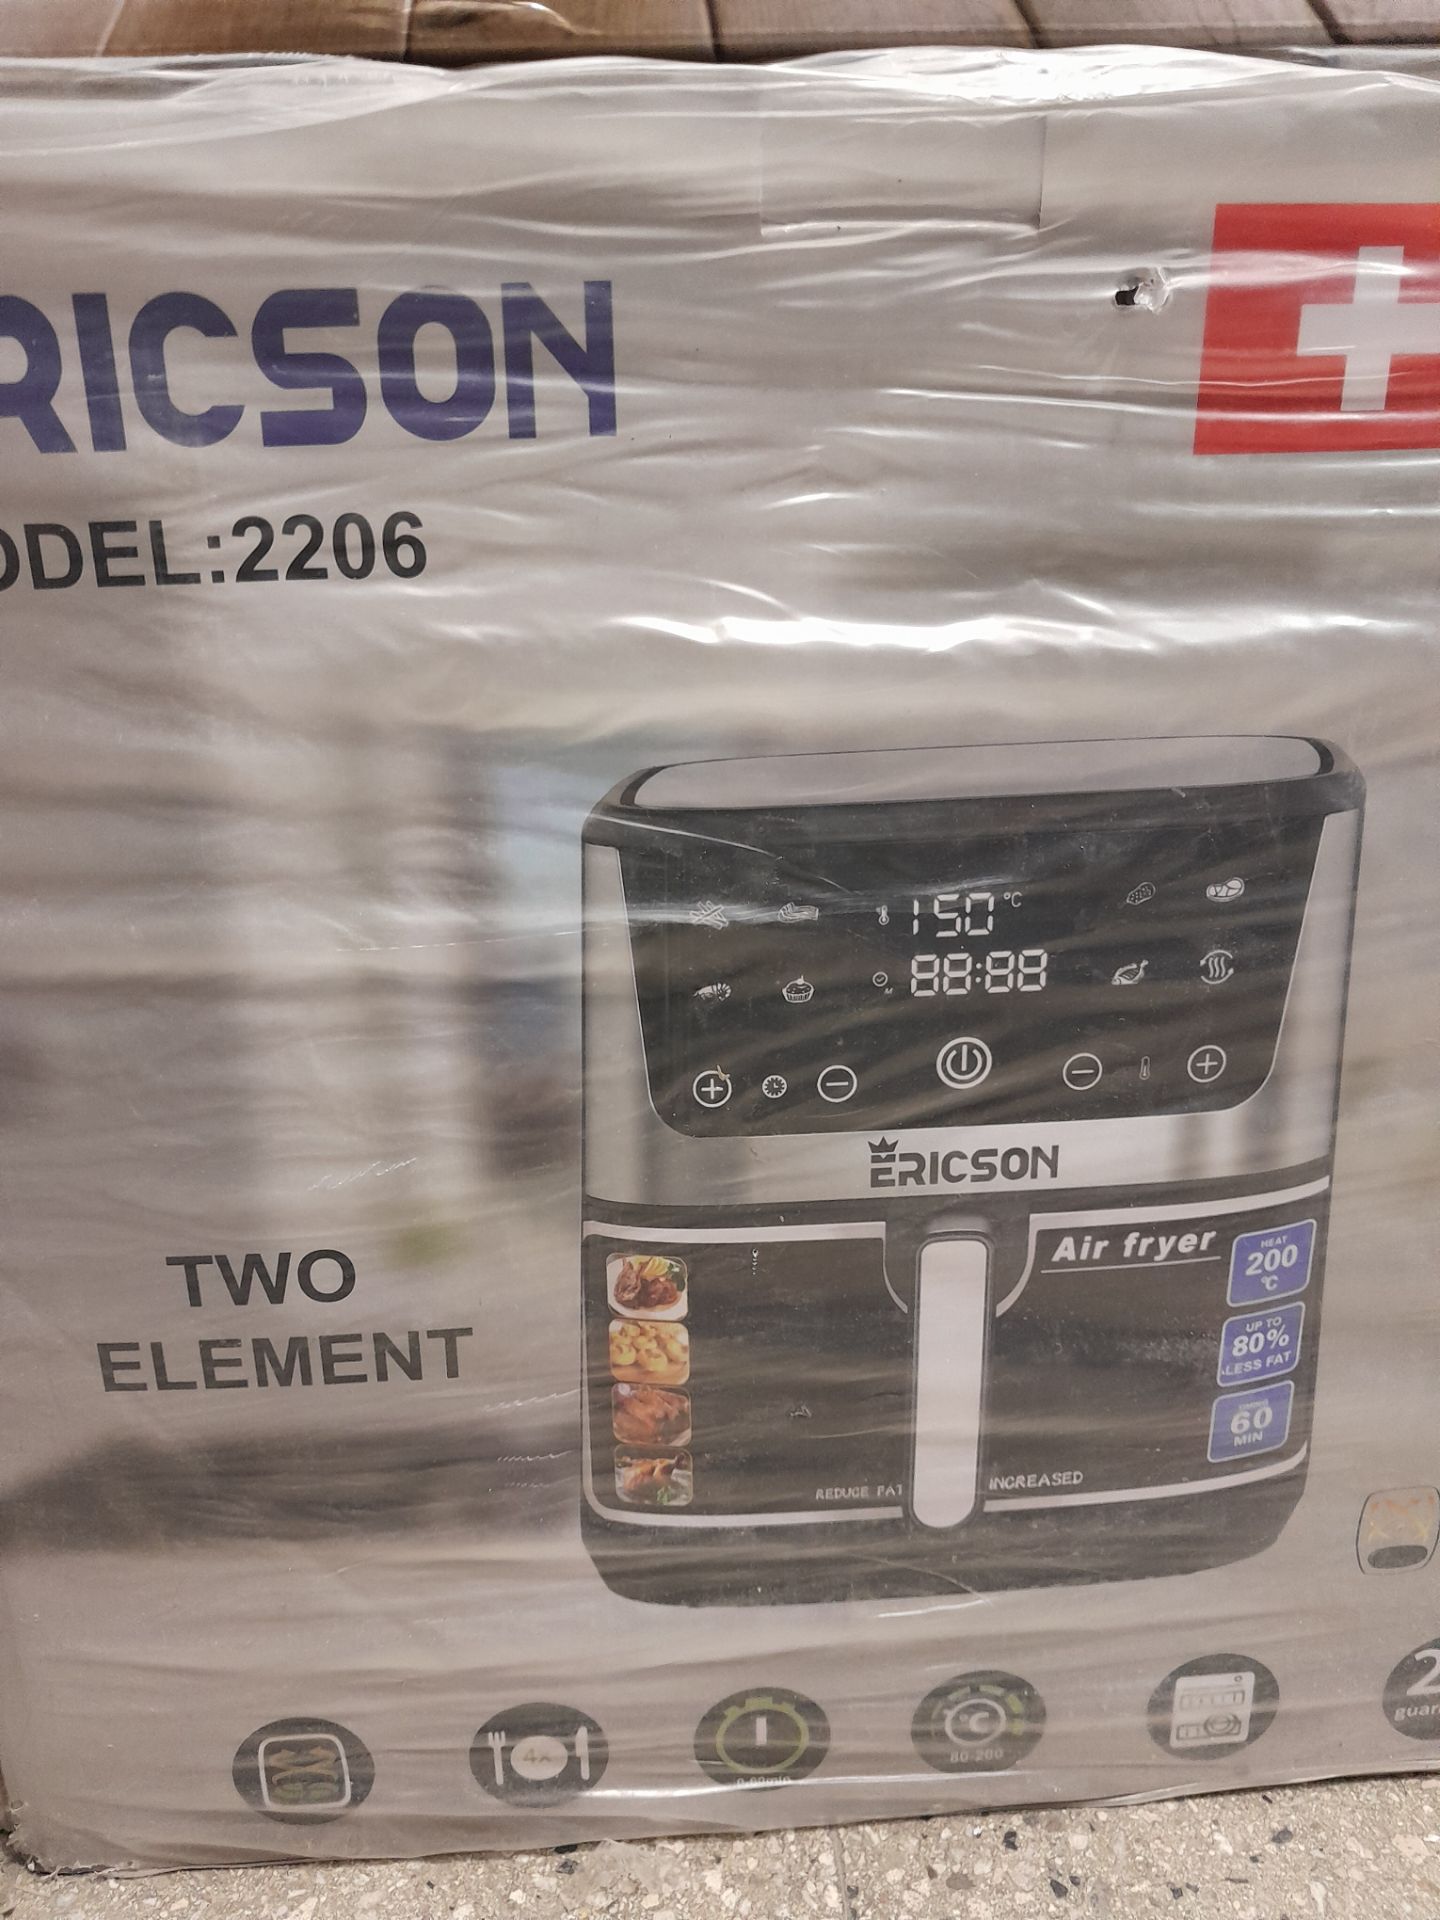 RICSON
ODEL:2206
150°C
88:88
M
ERICSON
Air fryer
HEAT
200
°C
UP TO
80%
LESS FAT
60
MIN
TWO
ELEMENT
REDUCE FAT INCREASED
4x
°C
80-200
2
guar